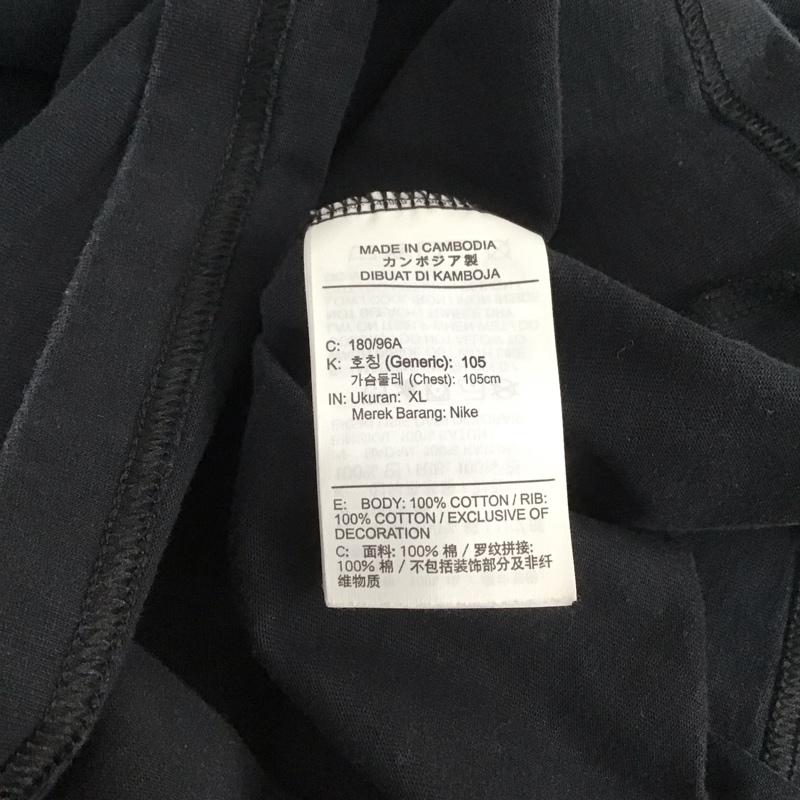 MADE IN CAMBODIA
カンボジア製
DIBUAT DI KAMBOJA
C: 180/96A
K: 호칭 (Generic): 105
가슴둘레 (Chest): 105cm
IN: Ukuran: XL
Merek Barang: Nike
E: BODY: 100% COTTON / RIB:
100% COTTON / EXCLUSIVE OF
DECORATION
C: 面料: 100% 棉 / 罗纹拼接:
100% 棉 / 不包括装饰部分及非纤
维物质